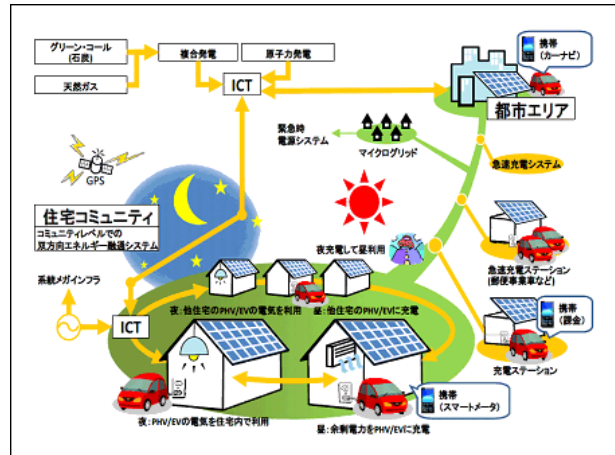 グリーン・コール
(石炭)
複合発電
原子力発電
天然ガス
ICT
携帯
(カーナビ)
都市エリア
緊急時
電源システム
マイクログリッド
急速充電システム
GPS
住宅コミュニティ
コミュニティレベルでの
双方向エネルギー融通システム
夜充電して昼利用
急速充電ステーション
(郵便事業車など)
系統メガインフラ
ICT
夜:他住宅のPHV/EVの電気を利用
昼:他住宅のPHV/EVに充電
携帯
(課金)
充電ステーション
携帯
(スマートメータ)
夜:PHV/EVの電気を住宅内で利用
昼:余剰電力をPHV/EVに充電